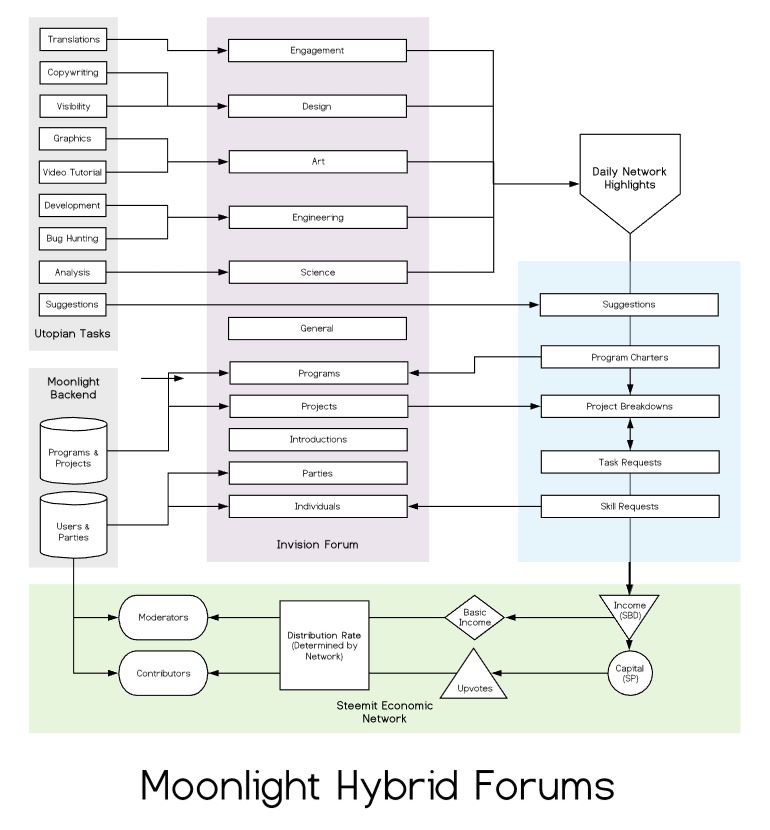 Translations
Copywriting
Visibility
Graphics
Video Tutorial
Development
Bug Hunting
Analysis
Suggestions
Utopian Tasks
Moonlight
Backend
Programs &
Projects
Users &
Parties
Engagement
Design
Art
Engineering
Science
General
Programs
Projects
Introductions
Parties
Individuals
Invision Forum
Daily Network
Highlights
Suggestions
Program Charters
Project Breakdowns
Task Requests
Skill Requests
Moderators
Contributors
Distribution Rate
(Determined by
Network)
Basic
Income
Upvotes
Income
(SBD)
Capital
(SP)
Steemit Economic
Network
Moonlight Hybrid Forums